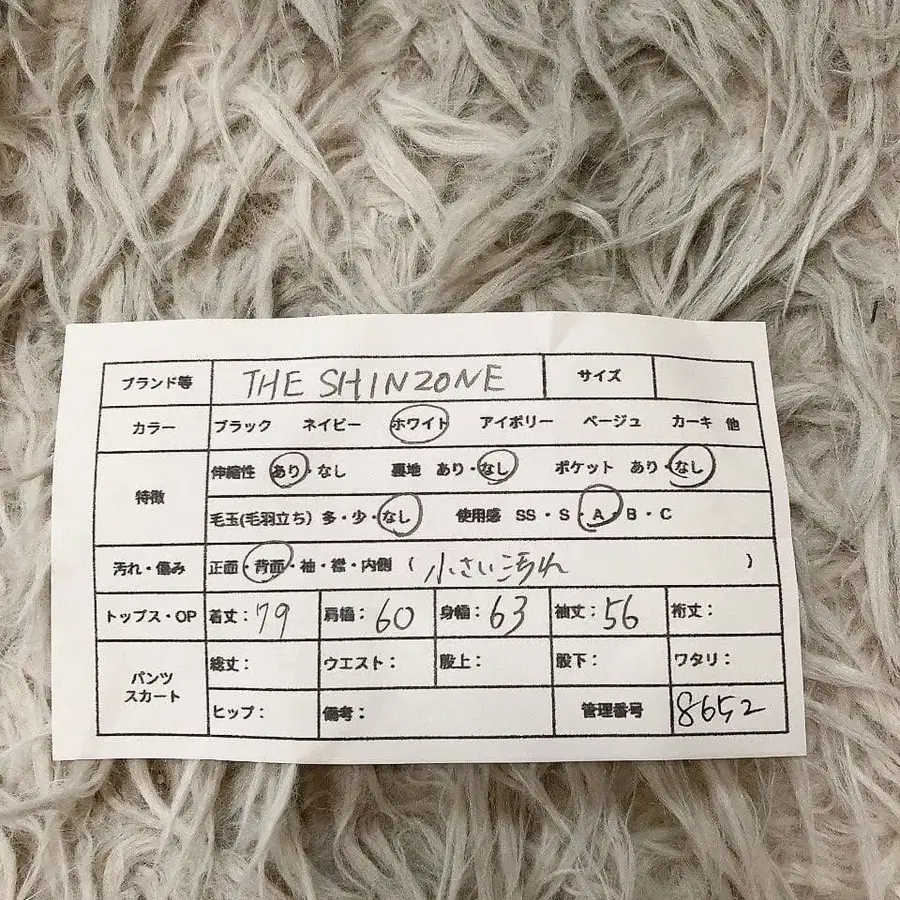 ブランド等 THE SHINZONE サイズ
カラー ブラック ネイビー ホワイト アイボリー ベージュ カーキ 他
特徴 伸縮性 あり・なし 裏地 あり・なし ポケット あり・なし
毛玉(毛羽立ち) 多・少・なし 使用感 SS・S・A・B・C
汚れ・傷み 正面・背面・袖・襟・内側 ( 小さい汚れ )
トップス・OP 着丈:79 肩幅:60 身幅:63 袖丈:56 裄丈:
パンツ スカート 総丈: ウエスト: 股上: 股下: ワタリ:
ヒップ: 備考: 管理番号 8652